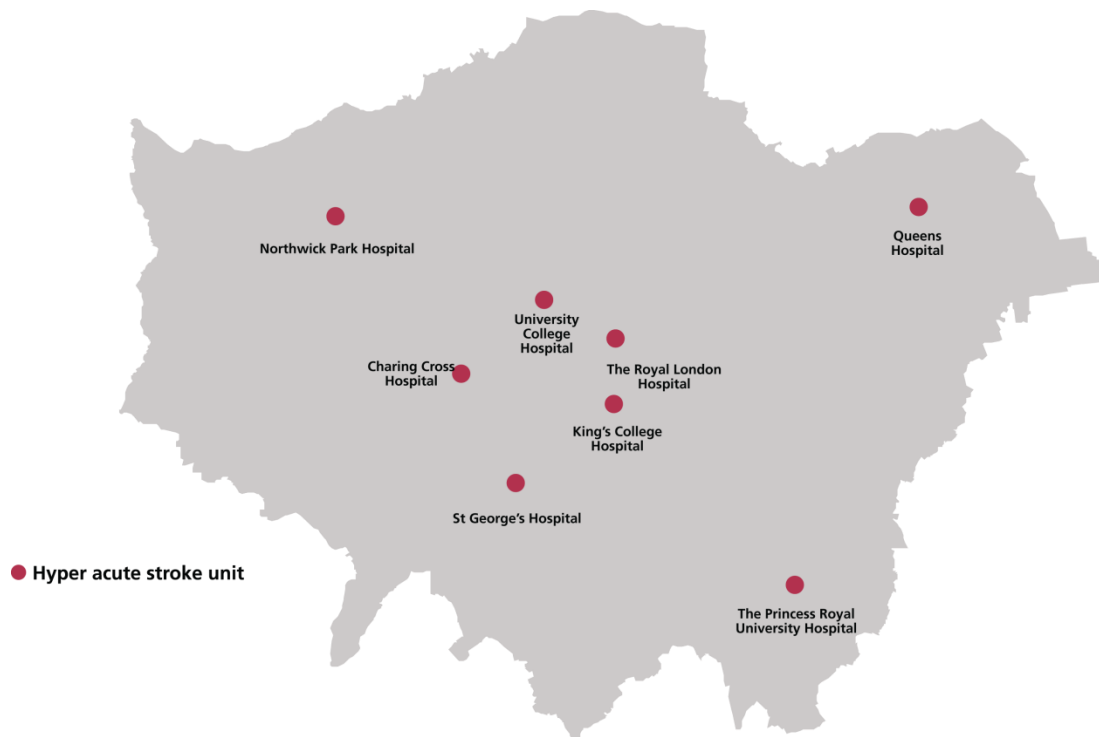 Northwick Park Hospital
Queens
Hospital
University
College
Hospital
Charing Cross
Hospital
The Royal London
Hospital
King’s College
Hospital
St George’s Hospital
Hyper acute stroke unit
The Princess Royal
University Hospital